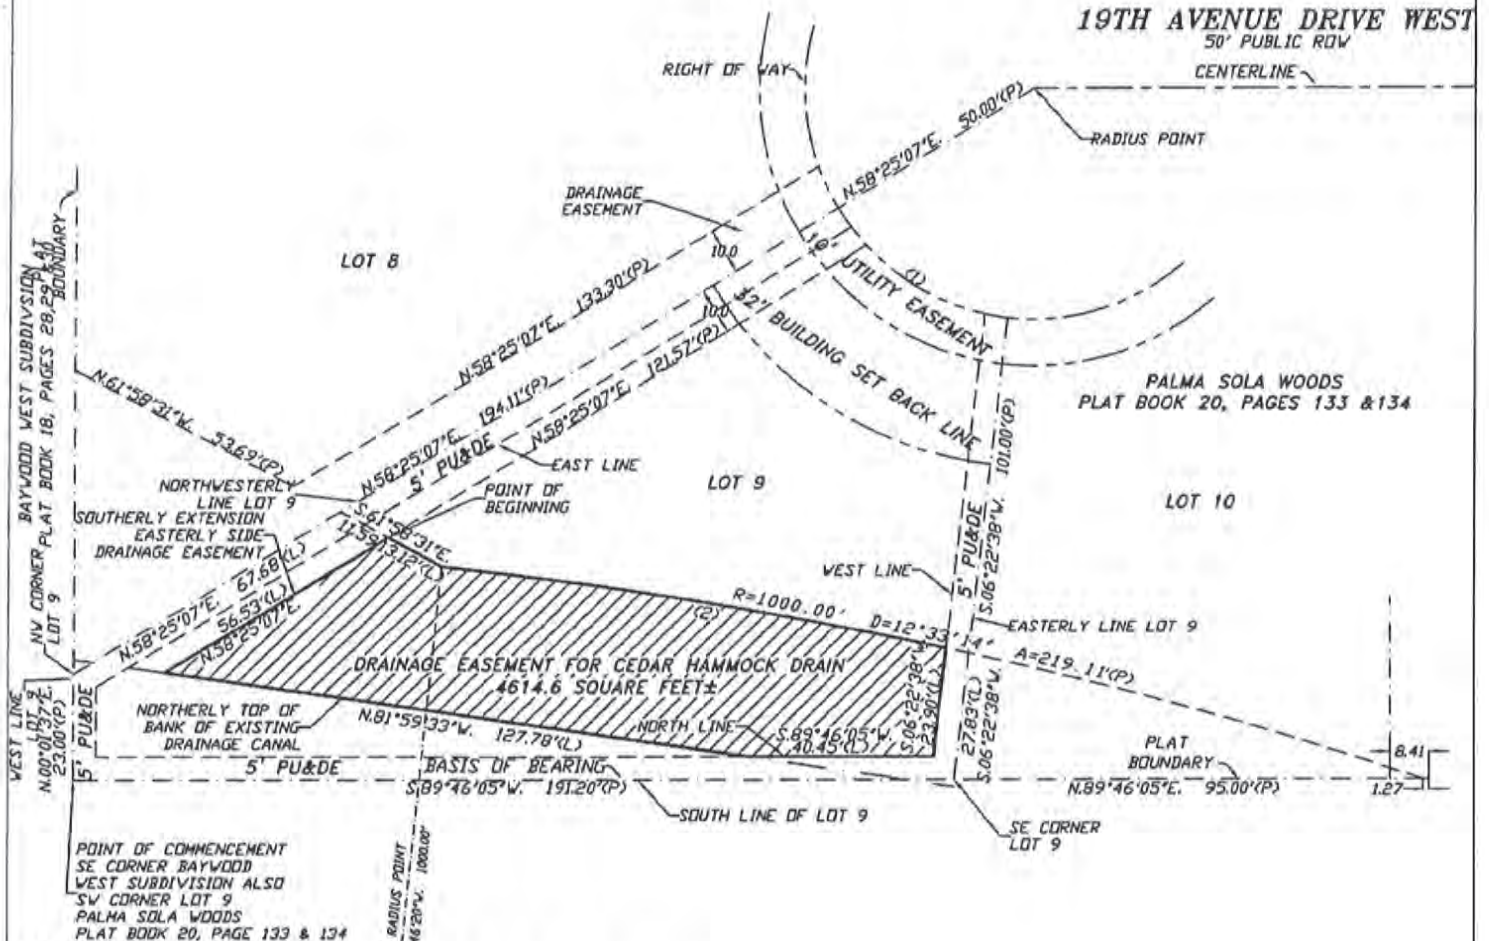 19TH AVENUE DRIVE WEST
50' PUBLIC ROW
CENTERLINE
RIGHT OF WAY
N.58°25'07"E. 50.00'(P)
RADIUS POINT
DRAINAGE
EASEMENT
LOT 8
10.0
N.58°25'07"E. 133.30'(P)
10' UTILITY EASEMENT
(1)
BAYWOOD WEST SUBDIVISION
PLAT BOOK 18, PAGES 28,29
PLAT
BOUNDARY
10.0
32' BUILDING SET BACK LINE
N.61°58'31"W. 53.69'(P)
N.58°25'07"E. 194.11'(P)
5' PU&DE
N.58°25'07"E. 121.57'(P)
PALMA SOLA WOODS
PLAT BOOK 20, PAGES 133 &134
EAST LINE
LOT 9
LOT 10
NORTHWESTERLY
LINE LOT 9
SOUTHERLY EXTENSION
EASTERLY SIDE
DRAINAGE EASEMENT
POINT OF
BEGINNING
S.61°58'31"E.
11.59'
13.12'(L)
5' PU&DE
S.06°22'38"W. 101.00'(P)
WEST LINE
EASTERLY LINE LOT 9
NW CORNER
LOT 9
N.58°25'07"E. 67.68'(L)
56.53'(L)
N.58°25'07"E.
(2)
R=1000.00'
D=12°33'14"
A=219.11'(P)
DRAINAGE EASEMENT FOR CEDAR HAMMOCK DRAIN
4614.6 SQUARE FEET±
S.06°22'38"W.
23.90'(L)
27.83'(L)
S.06°22'38"W.
WEST LINE
LOT 9
N.00°01'37"E.
23.00'(P)
5' PU&DE
NORTHERLY TOP OF
BANK OF EXISTING
DRAINAGE CANAL
N.81°59'33"W. 127.78'(L)
NORTH LINE
S.89°46'05"W.
40.45'(L)
PLAT
BOUNDARY
8.41
5' PU&DE
BASIS OF BEARING
S.89°46'05"W. 191.20'(P)
N.89°46'05"E. 95.00'(P)
1.27
SOUTH LINE OF LOT 9
SE CORNER
LOT 9
POINT OF COMMENCEMENT
SE CORNER BAYWOOD
WEST SUBDIVISION ALSO
SW CORNER LOT 9
PALMA SOLA WOODS
PLAT BOOK 20, PAGE 133 & 134
RADIUS POINT
1000.00'